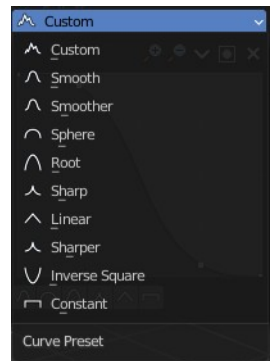 Custom
Custom
Smooth
Smoother
Sphere
Root
Sharp
Linear
Sharper
Inverse Square
Constant
Curve Preset